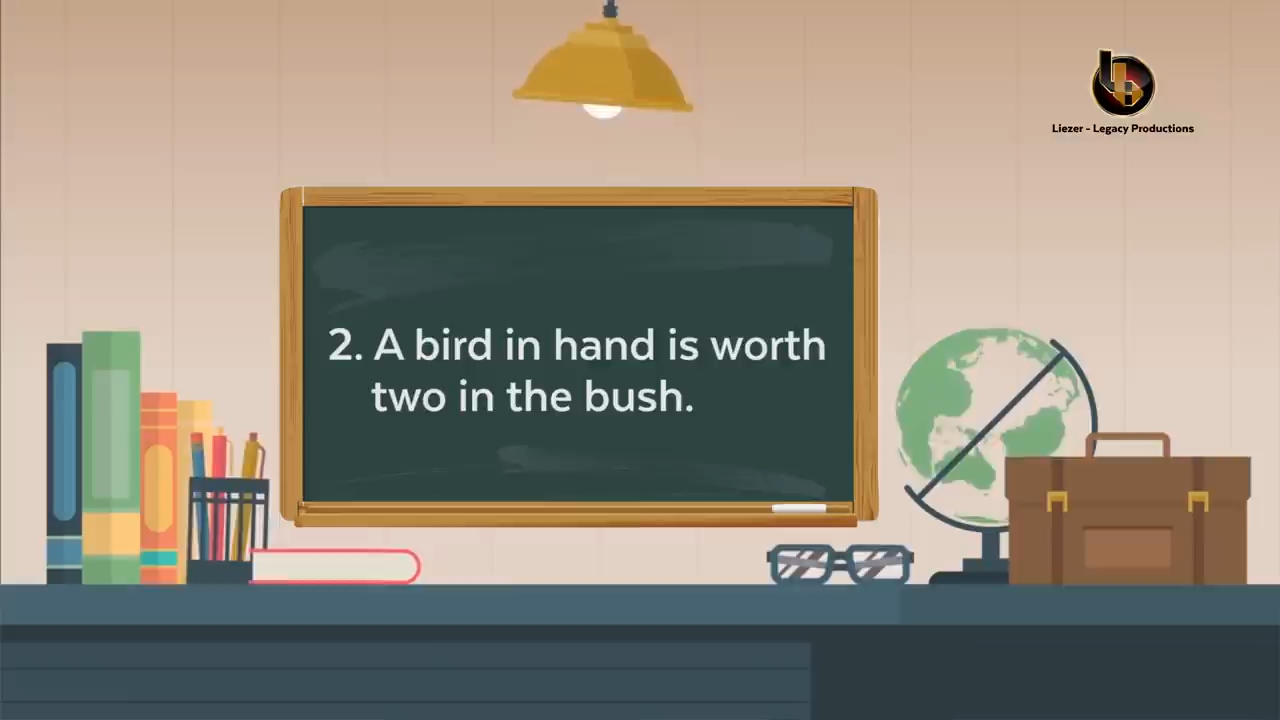 Liezer - Legacy Productions
2. A bird in hand is worth
two in the bush.